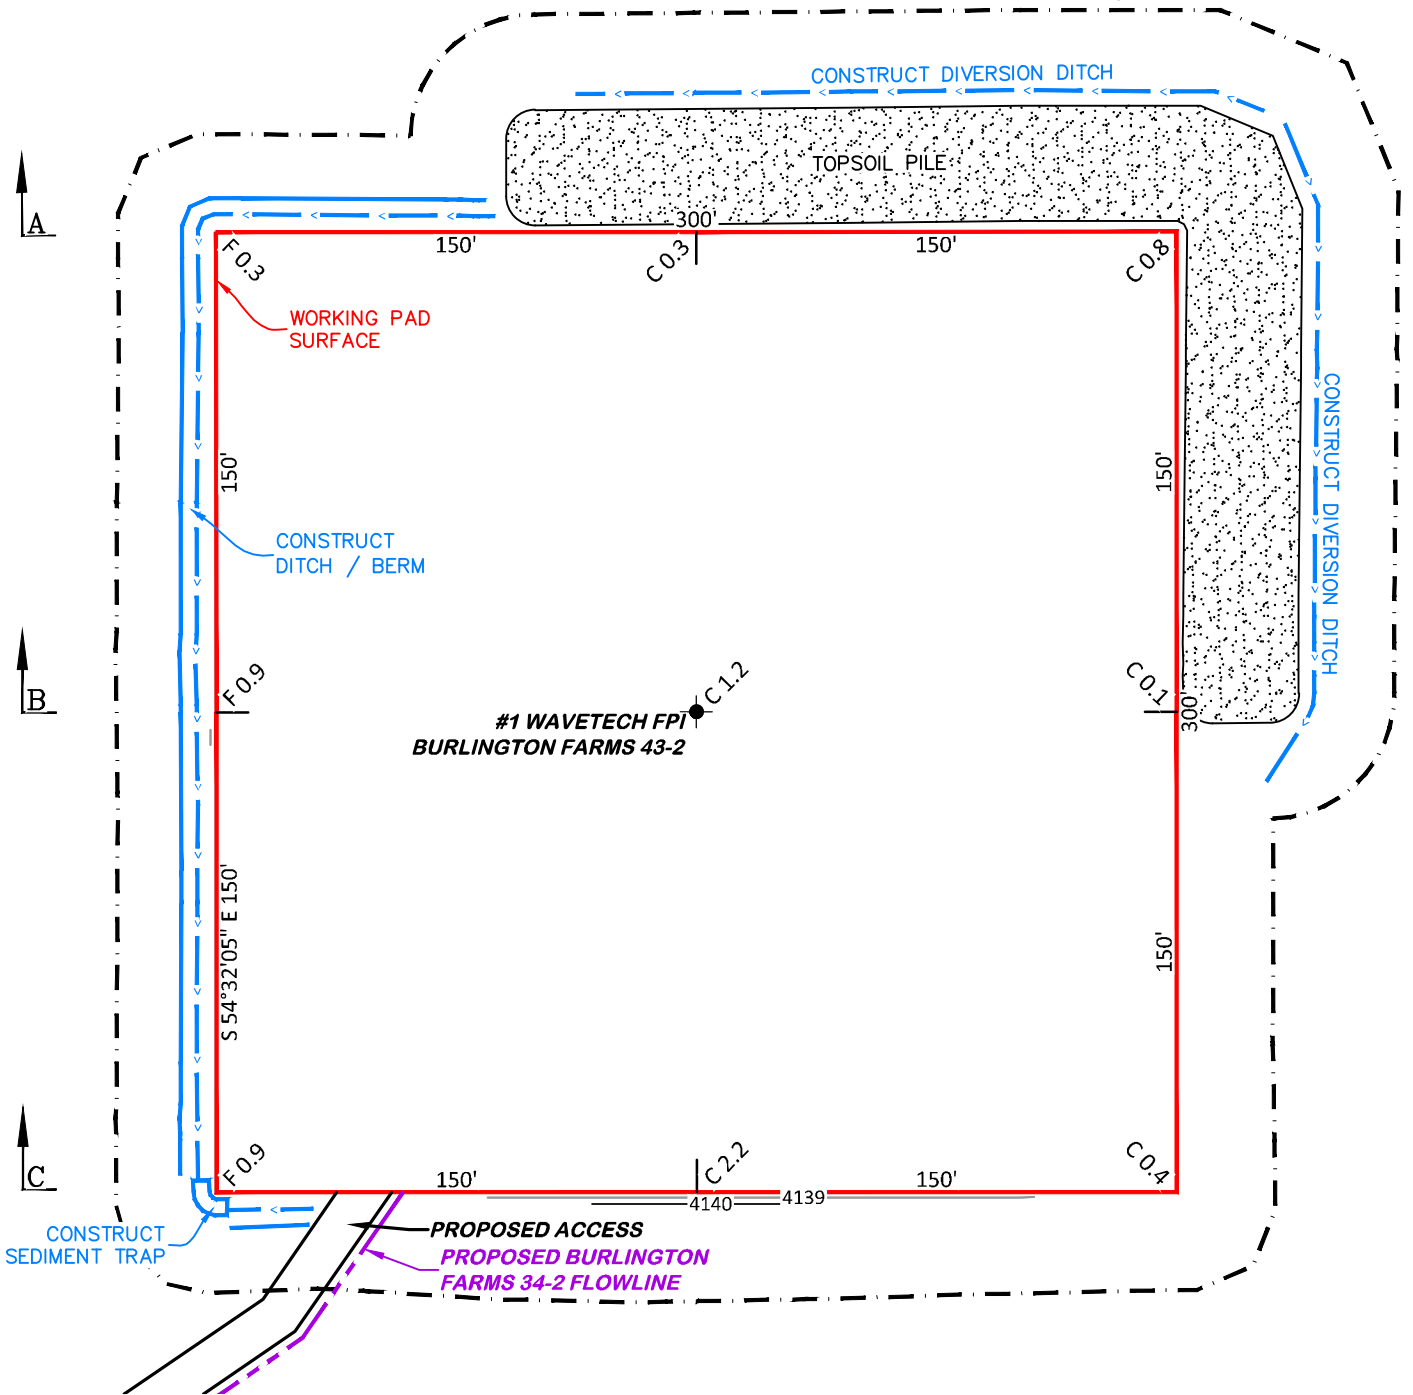 CONSTRUCT DIVERSION DITCH
TOPSOIL PILE
A
300'
150'
150'
F 0.3
C 0.3
C 0.8
WORKING PAD
SURFACE
150'
150'
CONSTRUCT DIVERSION DITCH
CONSTRUCT
DITCH / BERM
B
F 0.9
C 1.2
C 0.1
300'
#1 WAVETECH FPI
BURLINGTON FARMS 43-2
S 54°32'05" E 150'
150'
C
F 0.9
150'
C 2.2
150'
C 0.4
4140
4139
CONSTRUCT
SEDIMENT TRAP
PROPOSED ACCESS
PROPOSED BURLINGTON
FARMS 34-2 FLOWLINE